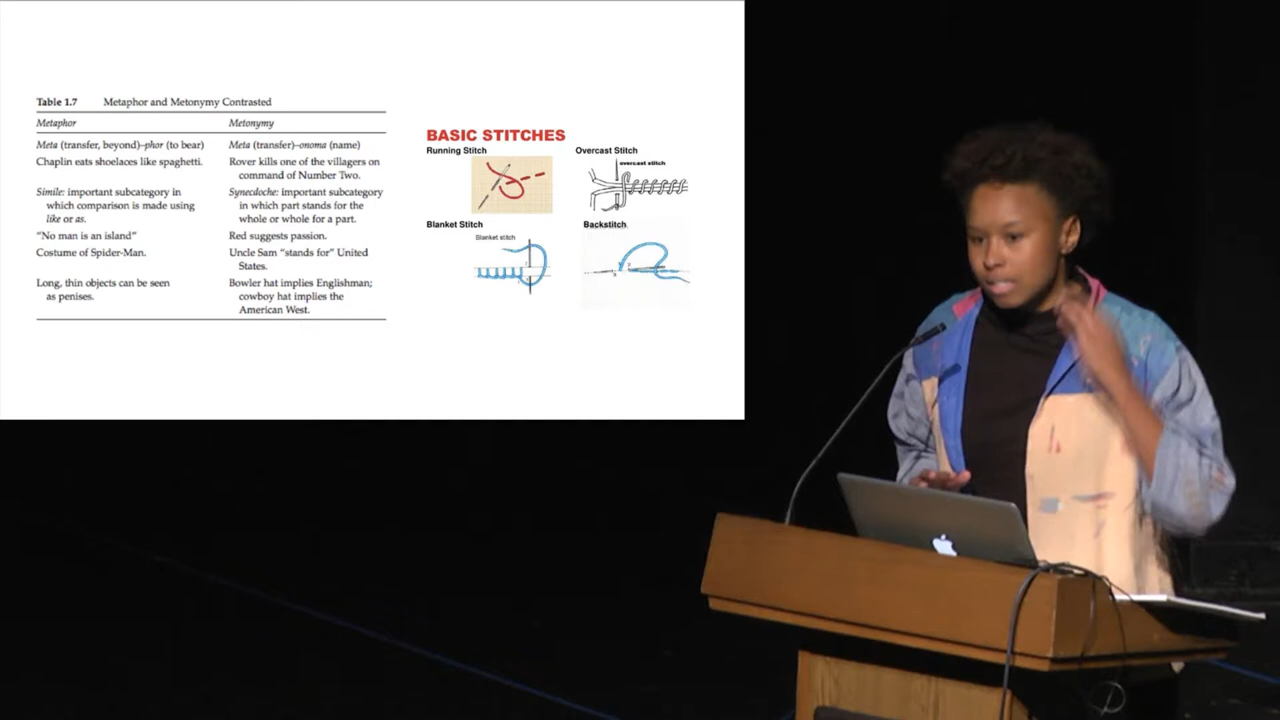 Table 1.7 Metaphor and Metonymy Contrasted
Metaphor Metonymy
Meta (transfer, bejond)–phor (to bear) Meta (transfer)–onoma (name)
Chaplin eats shoelaces like spaghetti. Rover kills one of the villagers on
command of Number Two.
Simile: important subcategory in Synecdoche: important subcategory
which comparison is made using in which part stands for the
like or as. whole or whole for a part.
“No man is an island” Red suggests passion.
Costume of Spider-Man. Uncle Sam “stands for” United
States.
Long, thin objects can be seen Bowler hat implies Englishman;
as penises. cowboy hat implies the
American West.
BASIC STITCHES
Running Stitch Overcast Stitch
overcast stitch
Blanket Stitch Backstitch
Blanket stitch